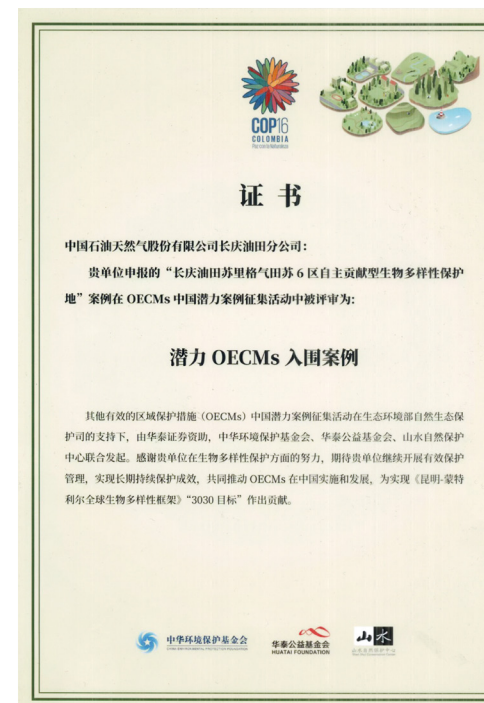 COP16
COLOMBIA
证书
中国石油天然气股份有限公司长庆油田分公司：
贵单位申报的“长庆油田苏里格气田苏6区自主贡献型生物多样性保护
地”案例在OECMs中国潜力案例征集活动中被评审为：
潜力OECMs入围案例
其他有效的区域保护措施（OECMs）中国潜力案例征集活动在生态环境部自然生态保
护司的支持下，由华泰证券资助，中华环境保护基金会、华泰公益基金会、山水自然保护
中心联合发起。感谢贵单位在生物多样性保护方面的努力，期待贵单位继续开展有效保护
管理，实现长期持续保护成效，共同推动OECMs在中国实施和发展，为实现《昆明-蒙特
利尔全球生物多样性框架》“3030目标”作出贡献。
中华环境保护基金会
华泰公益基金会
HUATAI FOUNDATION
山水
山水自然保护中心